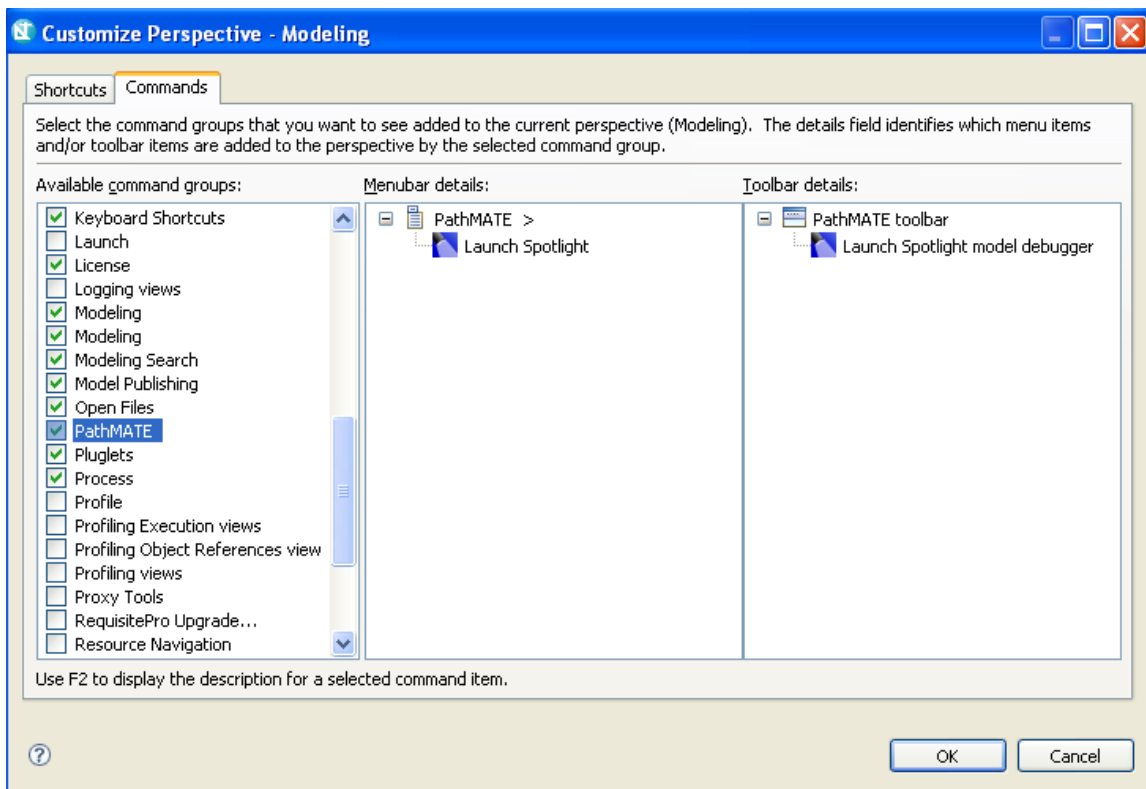 Customize Perspective - Modeling
Shortcuts
Commands
Select the command groups that you want to see added to the current perspective (Modeling). The details field identifies which menu items
and/or toolbar items are added to the perspective by the selected command group.
Available command groups:
Keyboard Shortcuts
Launch
License
Logging views
Modeling
Modeling
Modeling Search
Model Publishing
Open Files
PathMATE
Pluglets
Process
Profile
Profiling Execution views
Profiling Object References view
Profiling views
Proxy Tools
RequisitePro Upgrade...
Resource Navigation
Menubar details:
PathMATE >
Launch Spotlight
Toolbar details:
PathMATE toolbar
Launch Spotlight model debugger
Use F2 to display the description for a selected command item.
?
OK
Cancel